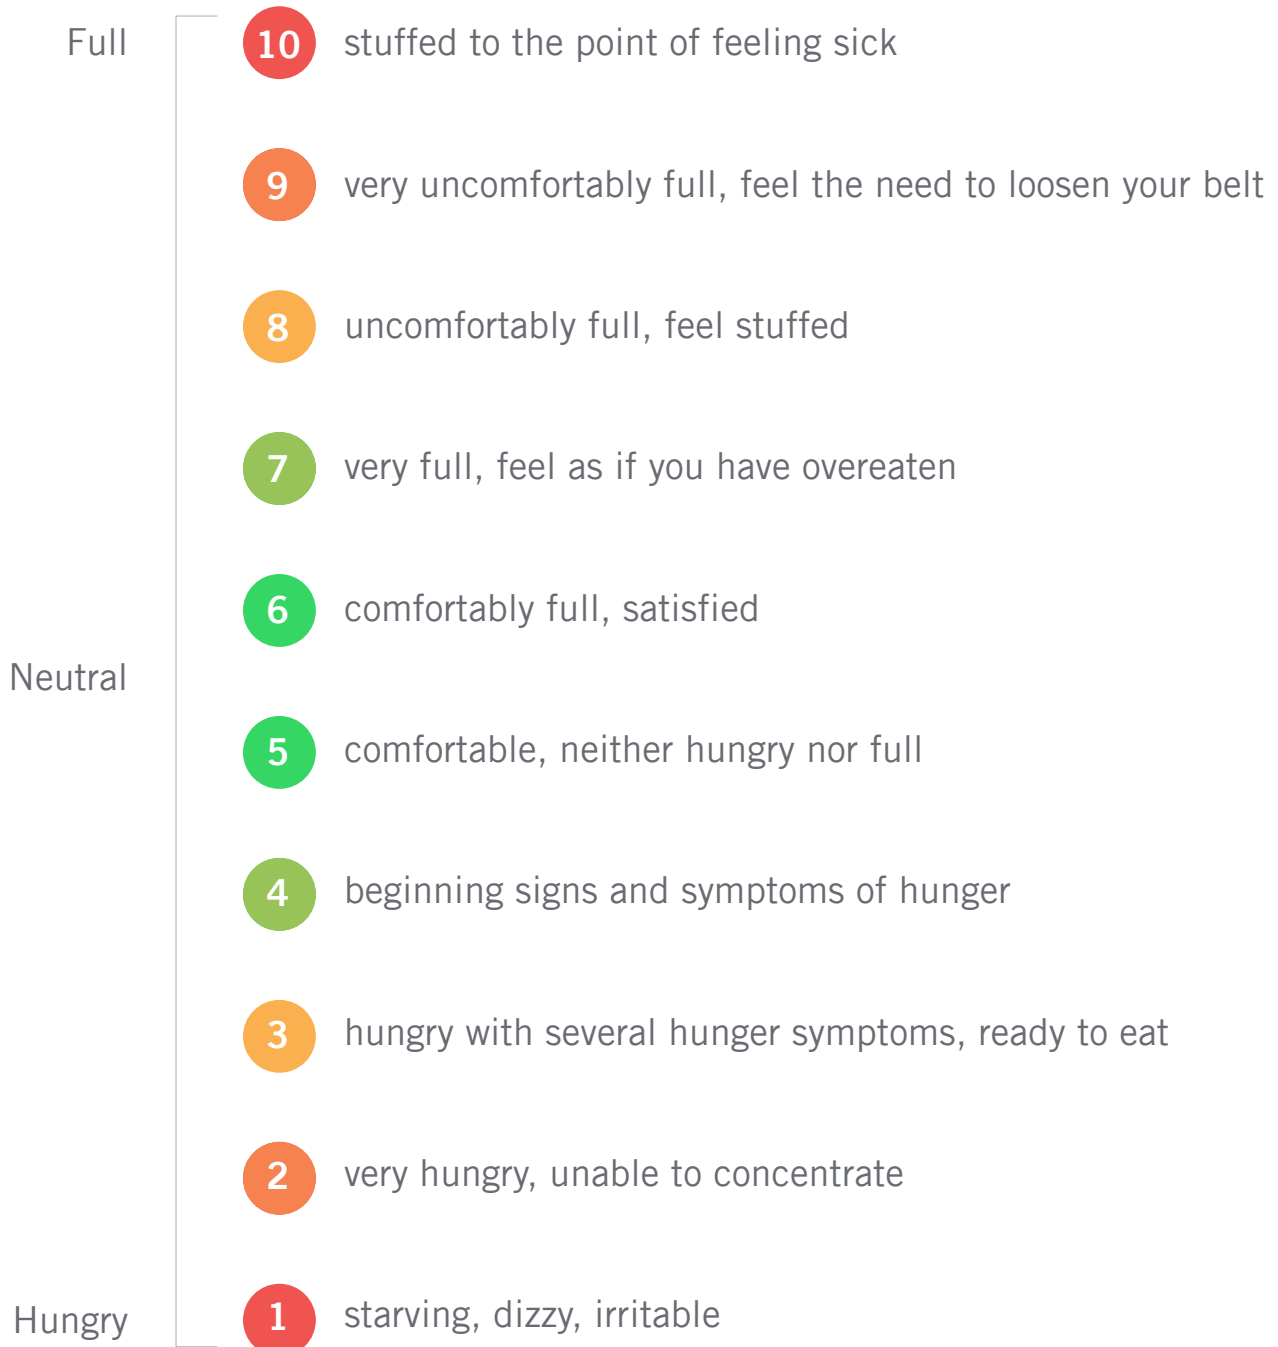 Full
10 stuffed to the point of feeling sick
9 very uncomfortably full, feel the need to loosen your belt
8 uncomfortably full, feel stuffed
7 very full, feel as if you have overeaten
6 comfortably full, satisfied
Neutral
5 comfortable, neither hungry nor full
4 beginning signs and symptoms of hunger
3 hungry with several hunger symptoms, ready to eat
2 very hungry, unable to concentrate
Hungry
1 starving, dizzy, irritable